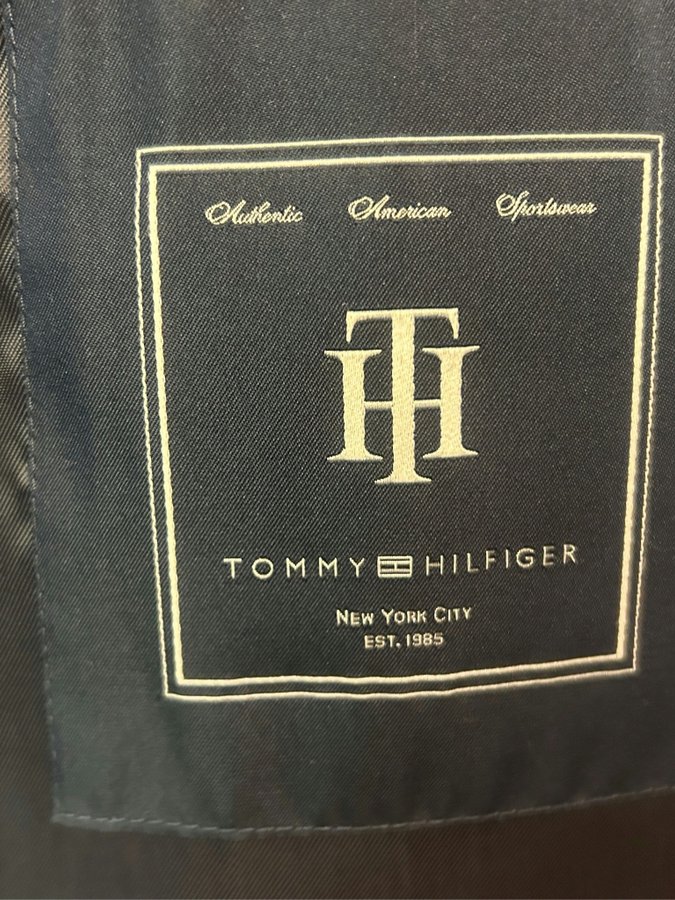 Authentic American Sportswear
TH
TOMMY HILFIGER
NEW YORK CITY
EST. 1985